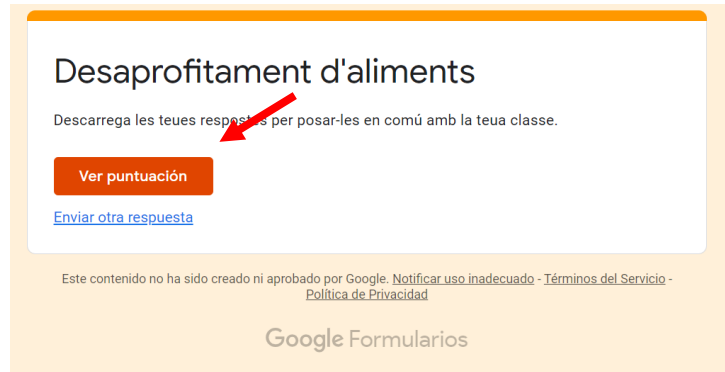 Desaprofitament d'aliments
Descarrega les teues respostes per posar-les en comú amb la teua classe.
Ver puntuación
Enviar otra respuesta
Este contenido no ha sido creado ni aprobado por Google. Notificar uso inadecuado - Términos del Servicio -
Política de Privacidad
Google Formularios